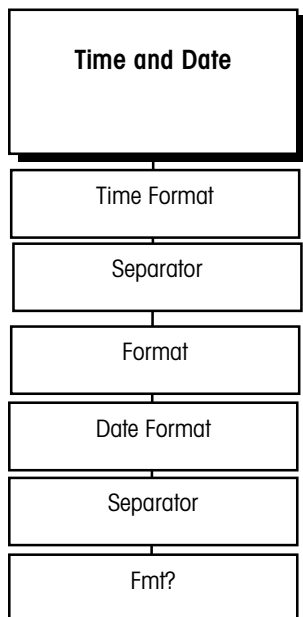 Time and Date
Time Format
Separator
Format
Date Format
Separator
Fmt?